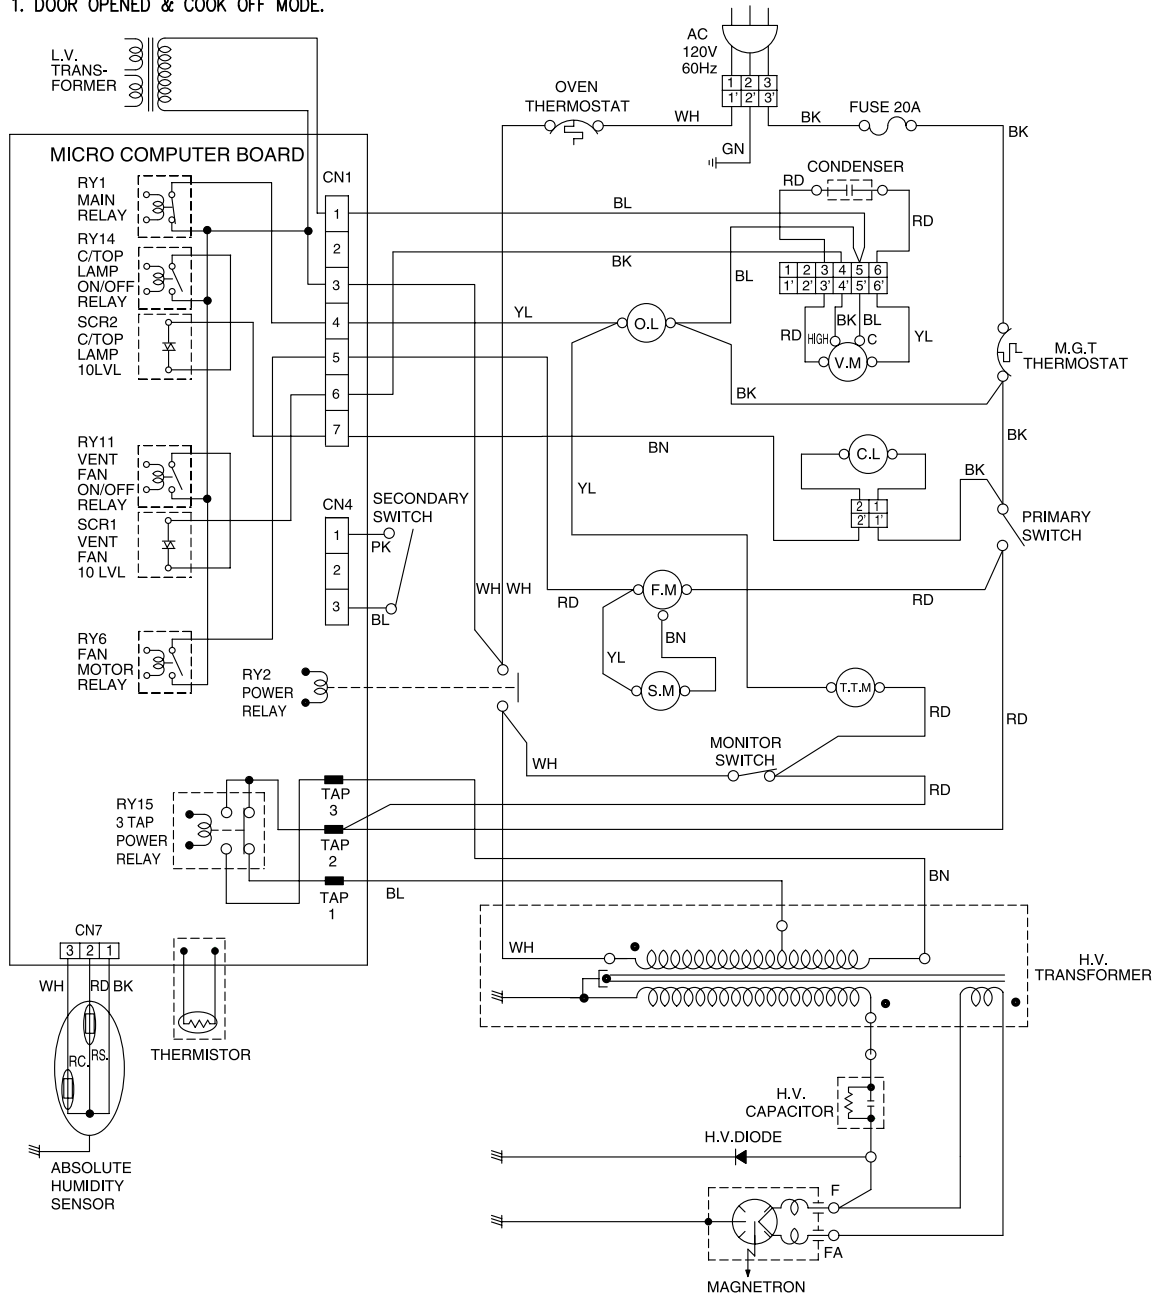 1. DOOR OPENED & COOK OFF MODE.
L.V.
TRANS-
FORMER
AC
120V
60Hz
1 2 3
1' 2' 3'
OVEN
THERMOSTAT
WH
GN
BK
FUSE 20A
BK
MICRO COMPUTER BOARD
CN1
1
2
3
4
5
6
7
RY1
MAIN
RELAY
RY14
C/TOP
LAMP
ON/OFF
RELAY
SCR2
C/TOP
LAMP
10LVL
RY11
VENT
FAN
ON/OFF
RELAY
SCR1
VENT
FAN
10 LVL
RY6
FAN
MOTOR
RELAY
CONDENSER
RD
RD
BL
BK
BL
1 2 3 4 5 6
1' 2' 3' 4' 5' 6'
YL
O.L
RD
HIGH
BK
BL
C
YL
V.M
M.G.T
THERMOSTAT
BK
BK
BN
C.L
BK
2 1
2' 1'
YL
PRIMARY
SWITCH
CN4
1
2
3
SECONDARY
SWITCH
PK
BL
WH WH
RD
F.M
RD
BN
YL
S.M
T.T.M
RD
RD
RY2
POWER
RELAY
MONITOR
SWITCH
WH
RD
RY15
3 TAP
POWER
RELAY
TAP
3
TAP
2
TAP
1
BL
BN
CN7
3 2 1
WH
RD
BK
RC.
RS.
THERMISTOR
ABSOLUTE
HUMIDITY
SENSOR
WH
H.V.
TRANSFORMER
H.V.
CAPACITOR
H.V.DIODE
F
FA
MAGNETRON